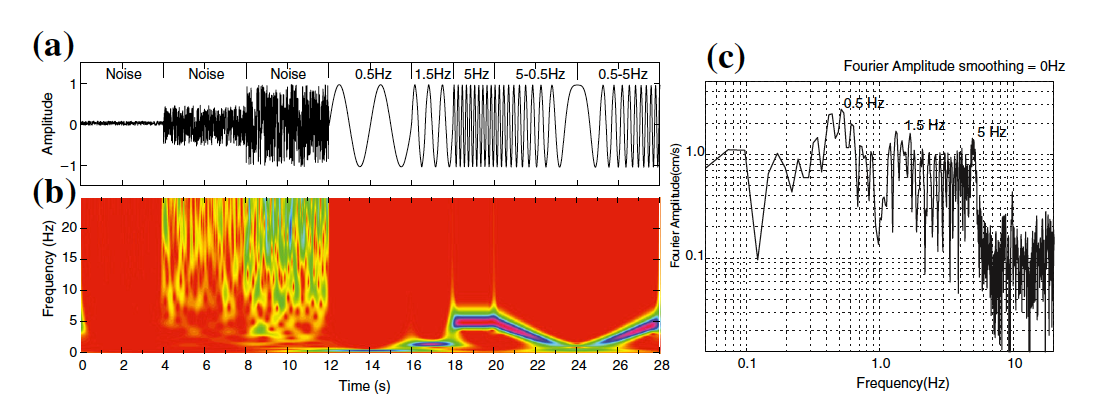 (a)
Noise Noise Noise 0.5Hz 1.5Hz 5Hz 5-0.5Hz 0.5-5Hz
Amplitude
1
0
−1
(b)
Frequency (Hz)
20
15
10
5
0
0 2 4 6 8 10 12 14 16 18 20 22 24 26 28
Time (s)
(c)
Fourier Amplitude smoothing = 0Hz
0.5 Hz
1.5 Hz
5 Hz
Fourier Amplitude(cm/s)
1.0
0.1
0.1 1.0 10
Frequency(Hz)